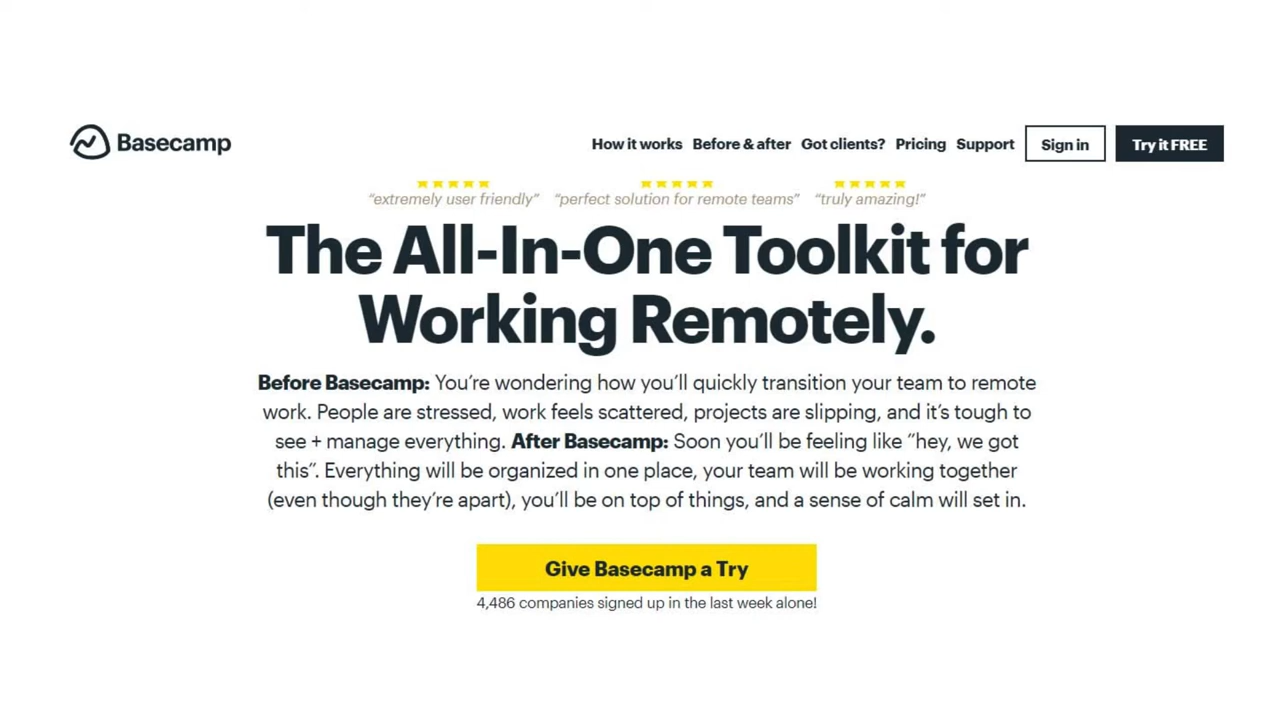 Basecamp
How it works Before & after Got clients? Pricing Support Sign in Try it FREE
“extremely user friendly” “perfect solution for remote teams” “truly amazing!”
The All-In-One Toolkit for
Working Remotely.
Before Basecamp: You’re wondering how you’ll quickly transition your team to remote
work. People are stressed, work feels scattered, projects are slipping, and it’s tough to
see + manage everything. After Basecamp: Soon you’ll be feeling like “hey, we got
this”. Everything will be organized in one place, your team will be working together
(even though they’re apart), you’ll be on top of things, and a sense of calm will set in.
Give Basecamp a Try
4,486 companies signed up in the last week alone!